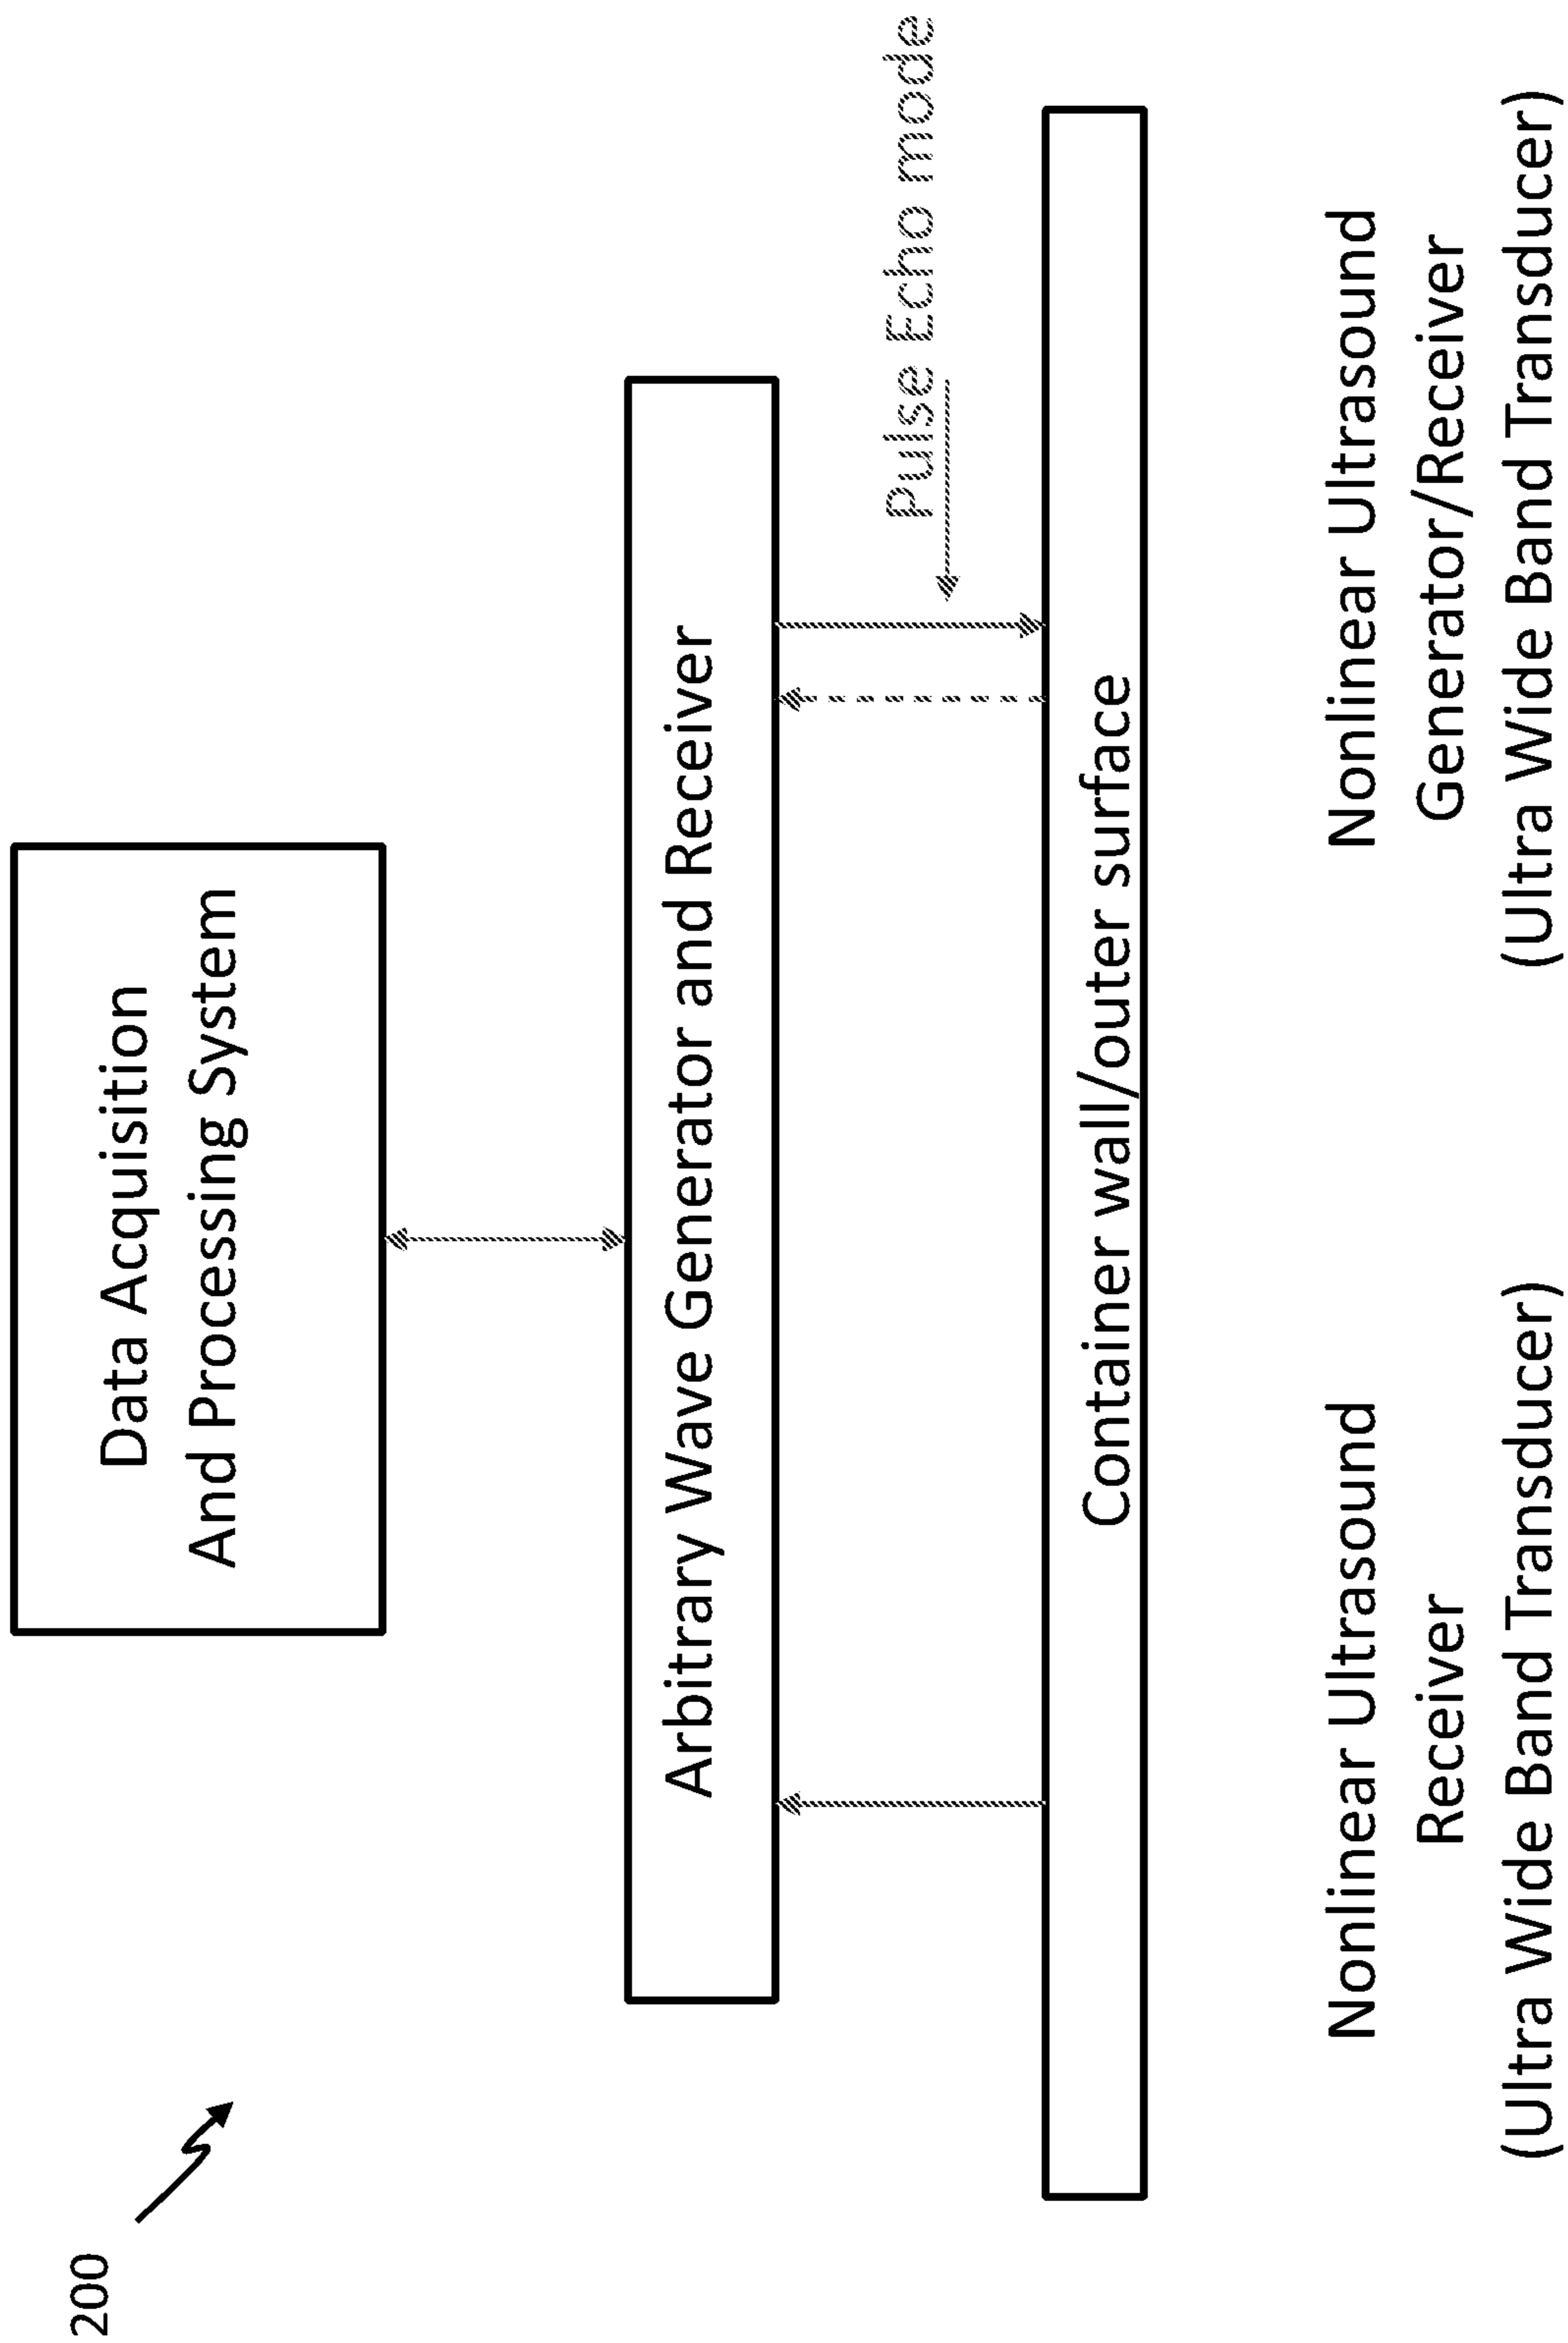 200
Data Acquisition
And Processing System
Arbitrary Wave Generator and Receiver
Pulse Echo mode
Container wall/outer surface
Nonlinear Ultrasound
Receiver
(Ultra Wide Band Transducer)
Nonlinear Ultrasound
Generator/Receiver
(Ultra Wide Band Transducer)